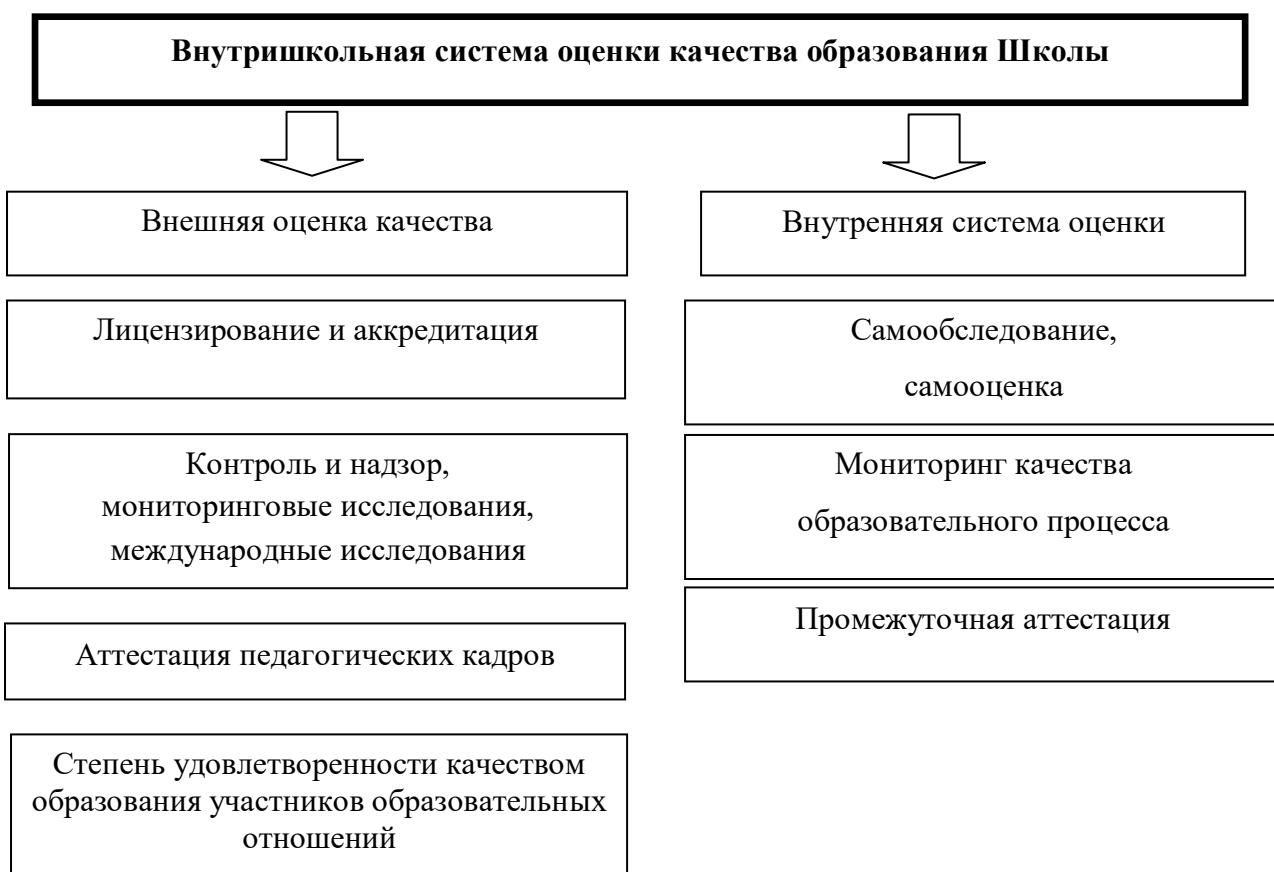 Внутришкольная система оценки качества образования Школы
Внешняя оценка качества
Лицензирование и аккредитация
Контроль и надзор,
мониторинговые исследования,
международные исследования
Аттестация педагогических кадров
Степень удовлетворенности качеством
образования участников образовательных
отношений
Внутренняя система оценки
Самообследование,
самооценка
Мониторинг качества
образовательного процесса
Промежуточная аттестация